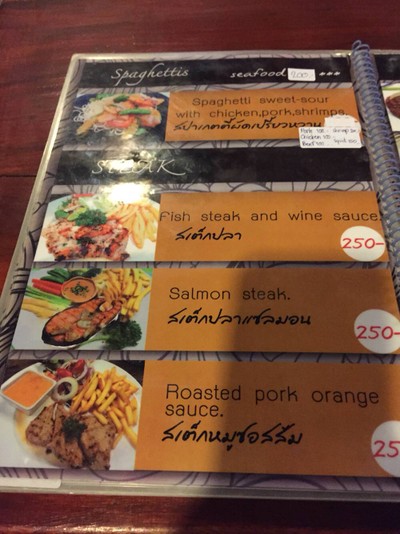 Spaghettis seafood 200.-
Spaghetti sweet-sour
with chicken,pork,shrimps.
สปาเกตตี้ผัดเปรี้ยวหวาน
Chicken
STEAK
Fish steak and wine sauce.
สเต็กปลา
250-
Salmon steak.
สเต็กปลาแซลมอน
250-
Roasted pork orange
sauce.
สเต็กหมูซอสส้ม
25